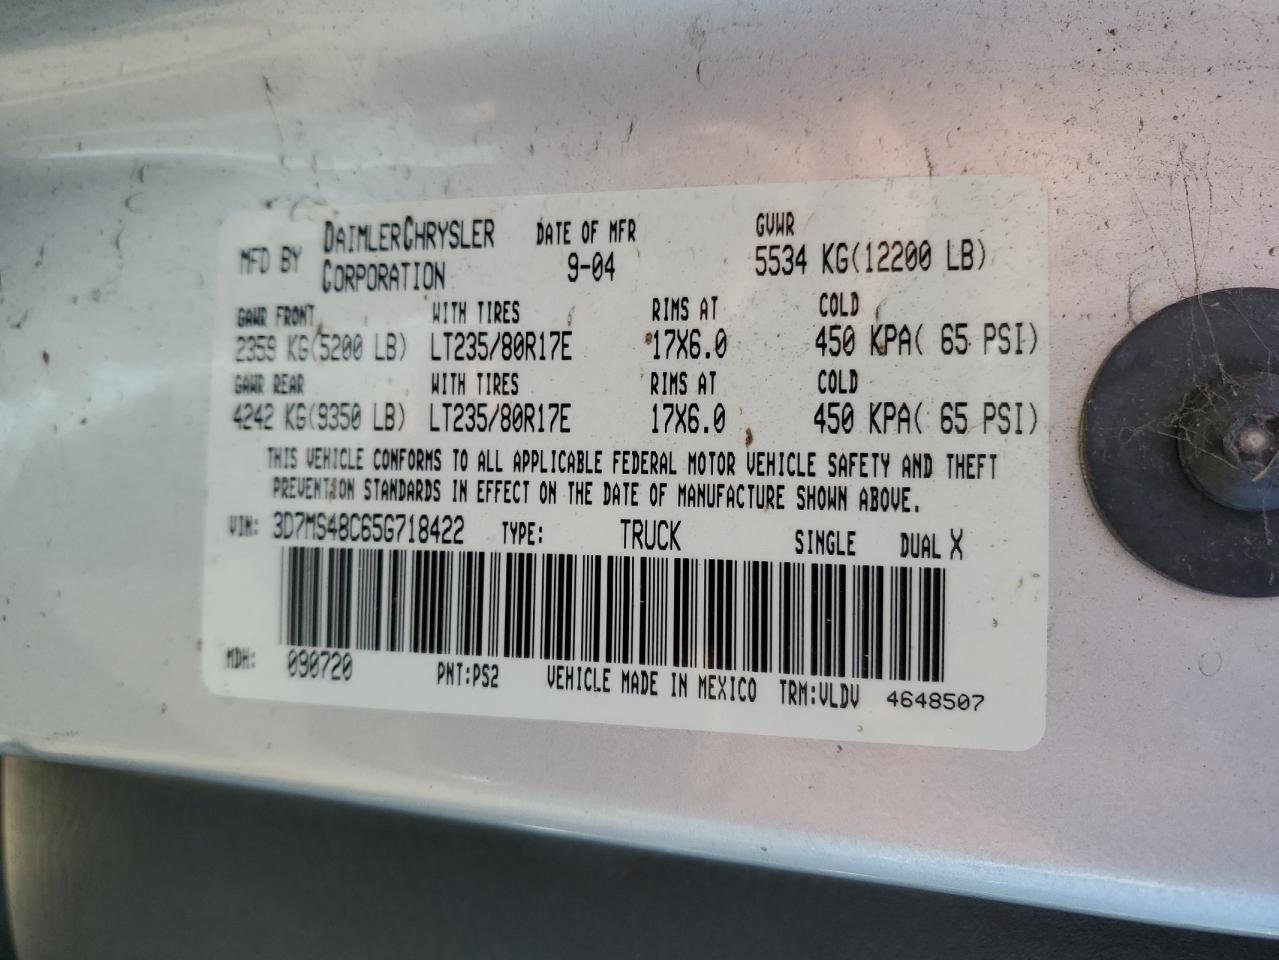 MFD BY DAIMLERCHRYSLER CORPORATION DATE OF MFR 9-04 GVWR 5534 KG(12200 LB)
GAWR FRONT WITH TIRES RIMS AT COLD
2359 KG(5200 LB) LT235/80R17E 17X6.0 450 KPA( 65 PSI)
GAWR REAR WITH TIRES RIMS AT COLD
4242 KG(9350 LB) LT235/80R17E 17X6.0 450 KPA( 65 PSI)
THIS VEHICLE CONFORMS TO ALL APPLICABLE FEDERAL MOTOR VEHICLE SAFETY AND THEFT
PREVENTION STANDARDS IN EFFECT ON THE DATE OF MANUFACTURE SHOWN ABOVE.
VIN: 3D7MS48C65G718422 TYPE: TRUCK SINGLE DUAL X
MDH: 090720 PNT:PS2 VEHICLE MADE IN MEXICO TRM:VLDV 4648507